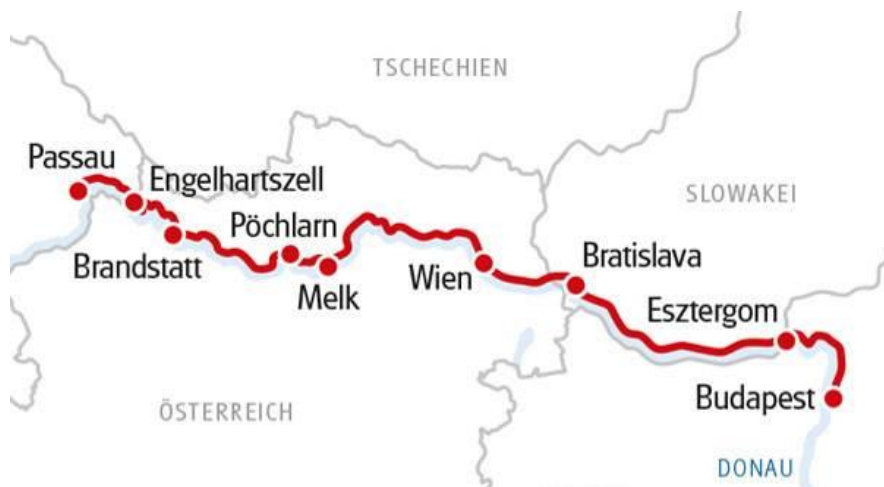 TSCHECHIEN
Passau
Engelhartszell
SLOWAKEI
Pöchlarn
Brandstatt
Melk
Wien
Bratislava
Esztergom
Budapest
ÖSTERREICH
DONAU